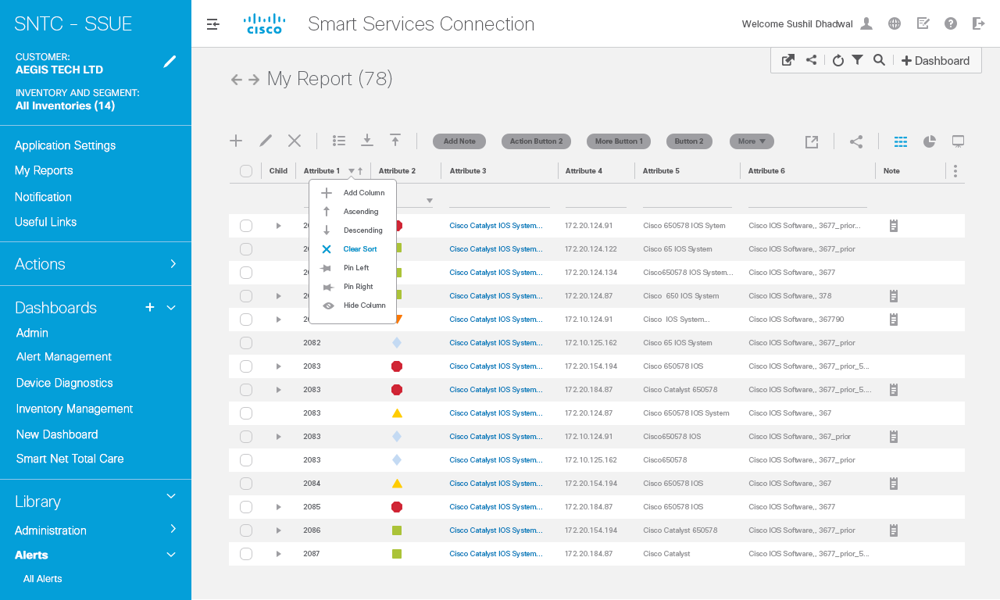 SNTC - SSUE
CUSTOMER:
AEGIS TECH LTD
INVENTORY AND SEGMENT:
All Inventories (14)
Application Settings
My Reports
Notification
Useful Links
Actions
Dashboards
Admin
Alert Management
Device Diagnostics
Inventory Management
New Dashboard
Smart Net Total Care
Library
Administration
Alerts
All Alerts
CISCO
Smart Services Connection
Welcome Sushil Dhadwal
Dashboard
My Report (78)
Add Note Action Button 2 More Button 1 Button 2 More
Child Attribute 1 Attribute 2 Attribute 3 Attribute 4 Attribute 5 Attribute 6 Note
Add Column
Ascending
Descending
Clear Sort
Pin Left
Pin Right
Hide Column
Cisco Catalyst IOS System... 172.20.124.91 Cisco 650578 IOS Sytem Cisco IOS Software,, 3677_prior...
Cisco Catalyst IOS System... 172.20.124.122 Cisco 65 IOS System Cisco IOS Software,, 3677_prior
Cisco Catalyst IOS System... 172.20.124.134 Cisco650578 IOS System... Cisco IOS Software,, 3677
Cisco Catalyst IOS System... 172.20.124.87 Cisco 650 IOS System Cisco IOS Software,, 378
Cisco Catalyst IOS System... 172.10.124.91 Cisco IOS System... Cisco IOS Software,, 367790
2082 Cisco Catalyst IOS System... 172.10.125.162 Cisco 65 IOS System Cisco IOS Software,, 3677_prior
2083 Cisco Catalyst IOS System... 172.20.154.194 Cisco 650578 IOS Cisco IOS Software,, 3677_prior_5...
2083 Cisco Catalyst IOS System... 172.20.184.87 Cisco Catalyst 650578 Cisco IOS Software,, 3677_prior_5....
2083 Cisco Catalyst IOS System... 172.20.124.87 Cisco 650578 IOS System Cisco IOS Software,, 367
2083 Cisco Catalyst IOS System... 172.10.124.91 Cisco650578 IOS Cisco IOS Software,, 367_prior
2083 Cisco Catalyst IOS System... 172.10.125.162 Cisco650578 Cisco IOS Software,, 3677_prior
2084 Cisco Catalyst IOS System... 172.20.154.194 Cisco 650578 IOS Cisco IOS Software,, 367
2085 Cisco Catalyst IOS System... 172.20.184.87 Cisco 650578 IOS Cisco IOS Software,, 3677
2086 Cisco Catalyst IOS System... 172.20.154.194 Cisco Catalyst 650578 Cisco IOS Software,, 3677_prior
2087 Cisco Catalyst IOS System... 172.20.184.87 Cisco Catalyst Cisco IOS Software,, 3677_prior_5...